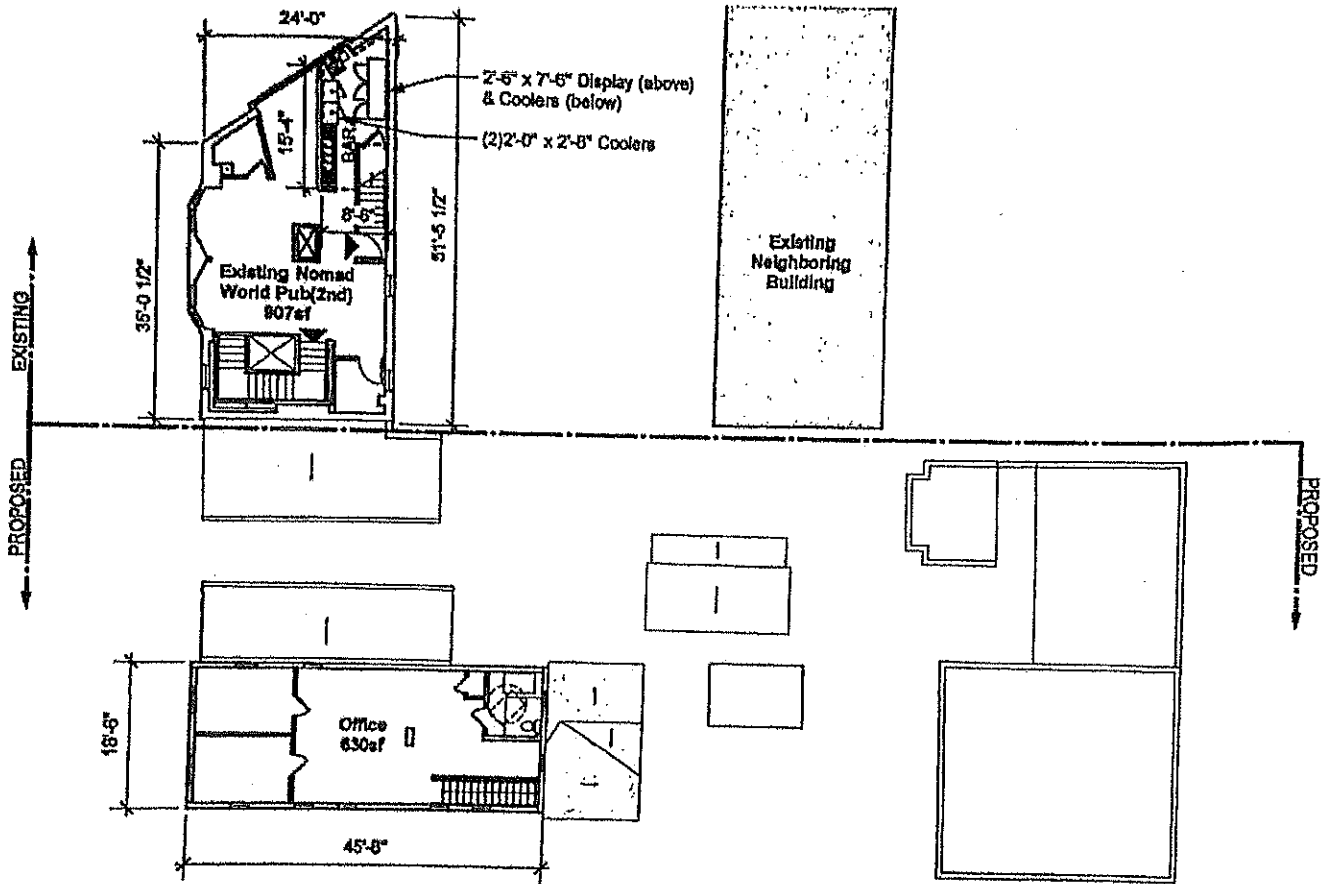 24'-0"
2'-6" x 7'-6" Display (above)
& Coolers (below)
(2)2'-0" x 2'-8" Coolers
15'-4"
BAR
8'-6"
51'-5 1/2"
35'-0 1/2"
Existing Nomad
World Pub(2nd)
907sf
Existing
Neighboring
Building
EXISTING
PROPOSED
PROPOSED
18'-6"
Office
630sf
45'-8"